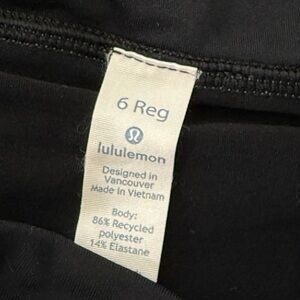 6 Reg
lululemon
Designed in
Vancouver
Made in Vietnam
Body:
86% Recycled
polyester
14% Elastane